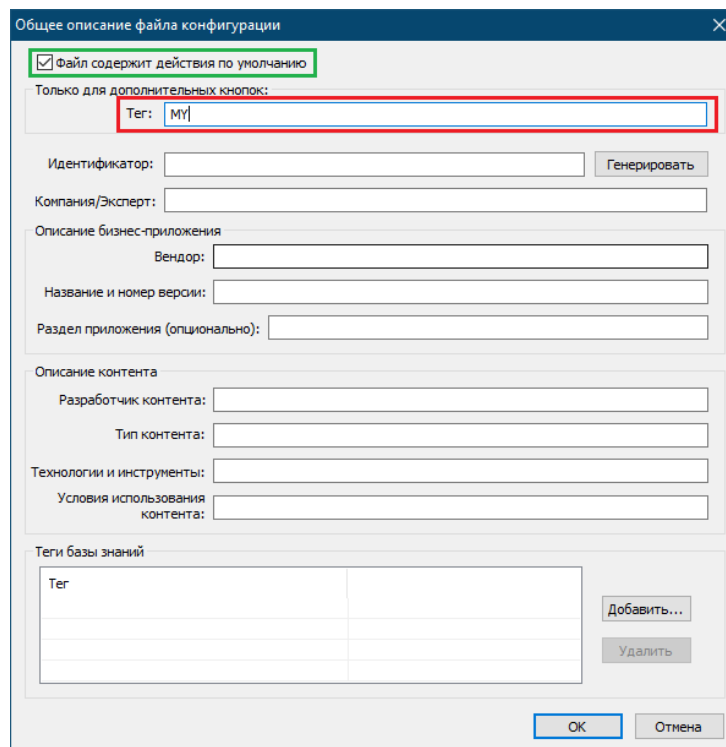 Общее описание файла конфигурации
Файл содержит действия по умолчанию
Только для дополнительных кнопок:
Тег: MY
Идентификатор: Генерировать
Компания/Эксперт:
Описание бизнес-приложения
Вендор:
Название и номер версии:
Раздел приложения (опционально):
Описание контента
Разработчик контента:
Тип контента:
Технологии и инструменты:
Условия использования
контента:
Теги базы знаний
Тег
Добавить...
Удалить
OK Отмена